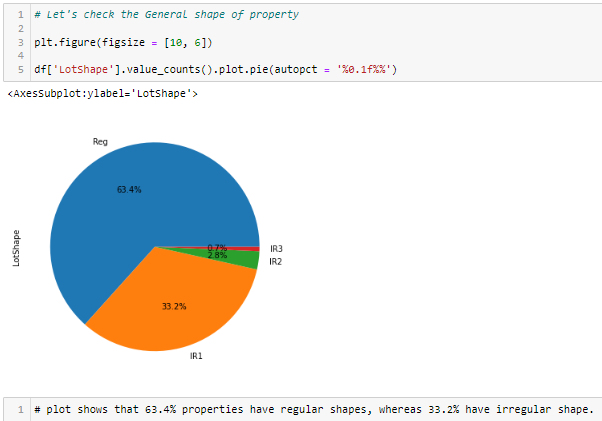 1 # Let's check the General shape of property
2
3 plt.figure(figsize = [10, 6])
4
5 df['LotShape'].value_counts().plot.pie(autopct = '%0.1f%%')
<AxesSubplot:ylabel='LotShape'>
Reg
63.4%
LotShape
0.7%
IR3
2.8%
IR2
33.2%
IR1
1 # plot shows that 63.4% properties have regular shapes, whereas 33.2% have irregular shape.